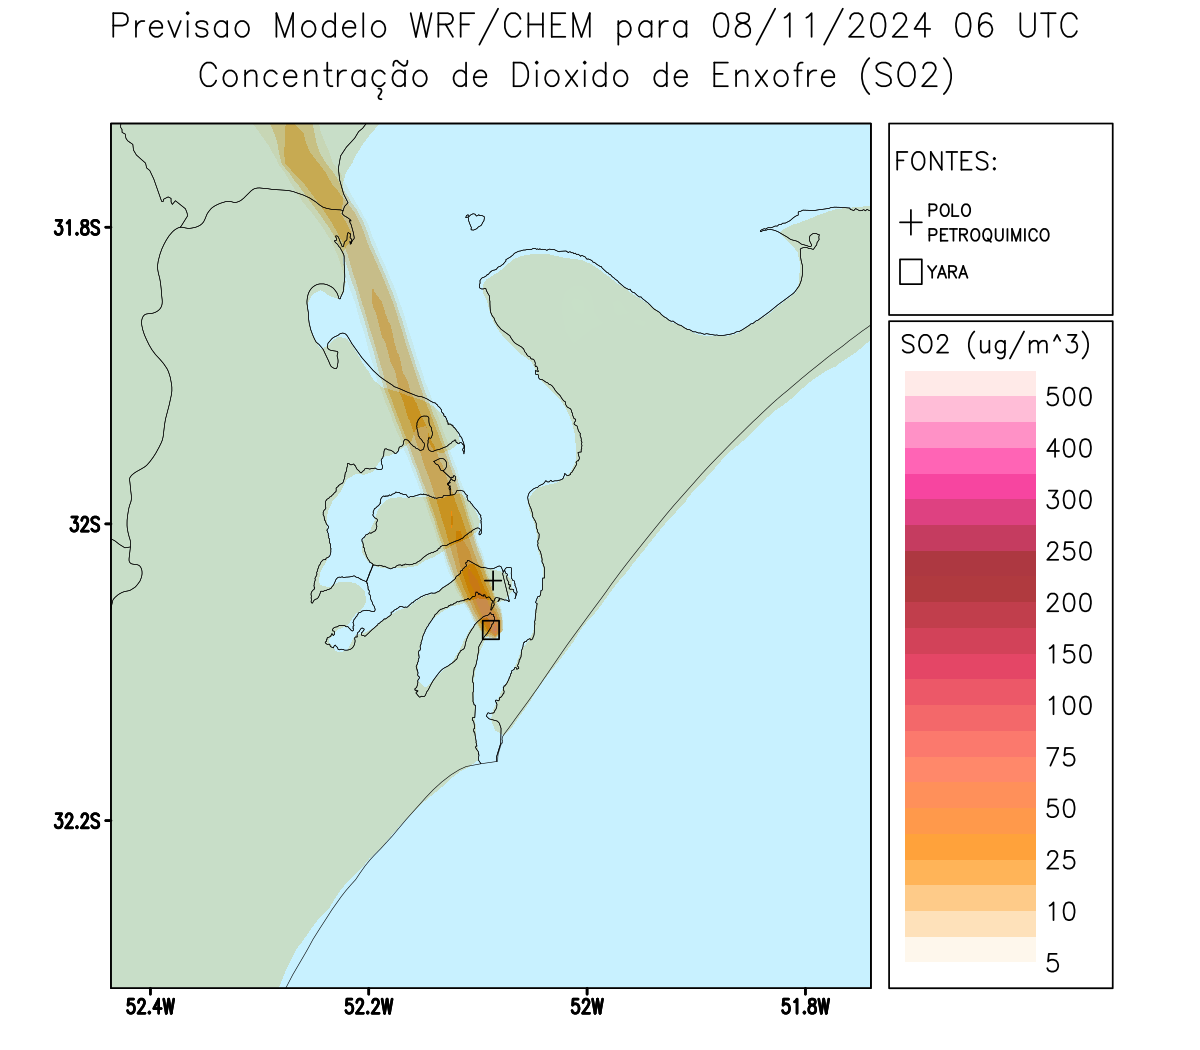 Previsao Modelo WRF/CHEM para 08/11/2024 06 UTC
Concentração de Dioxido de Enxofre (SO2)
FONTES:
POLO
PETROQUIMICO
YARA
SO2 (ug/m^3)
500
400
300
250
200
150
100
75
50
25
10
5
31.8S
32S
32.2S
52.4W
52.2W
52W
51.8W